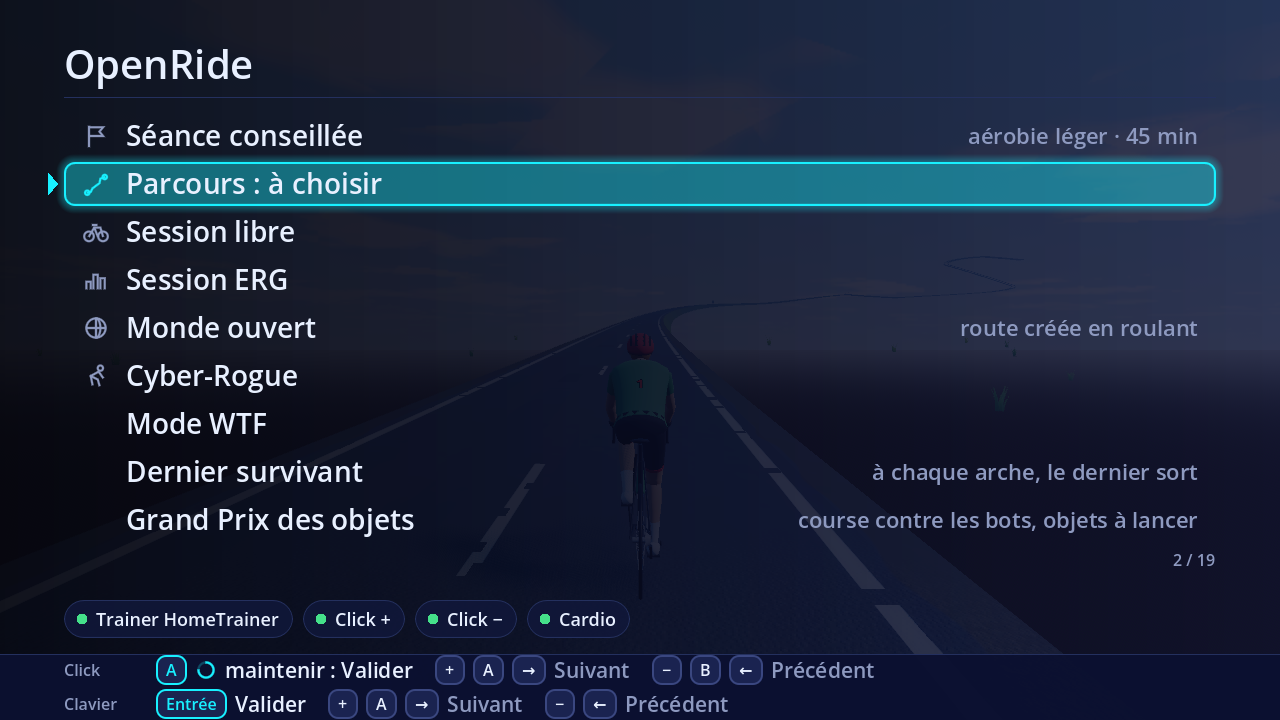 OpenRide
Séance conseillée aérobie léger · 45 min
Parcours : à choisir
Session libre
Session ERG
Monde ouvert route créée en roulant
Cyber-Rogue
Mode WTF
Dernier survivant à chaque arche, le dernier sort
Grand Prix des objets course contre les bots, objets à lancer
2 / 19
Trainer HomeTrainer Click + Click − Cardio
Click A maintenir : Valider + A → Suivant − B ← Précédent
Clavier Entrée Valider + A → Suivant − ← Précédent